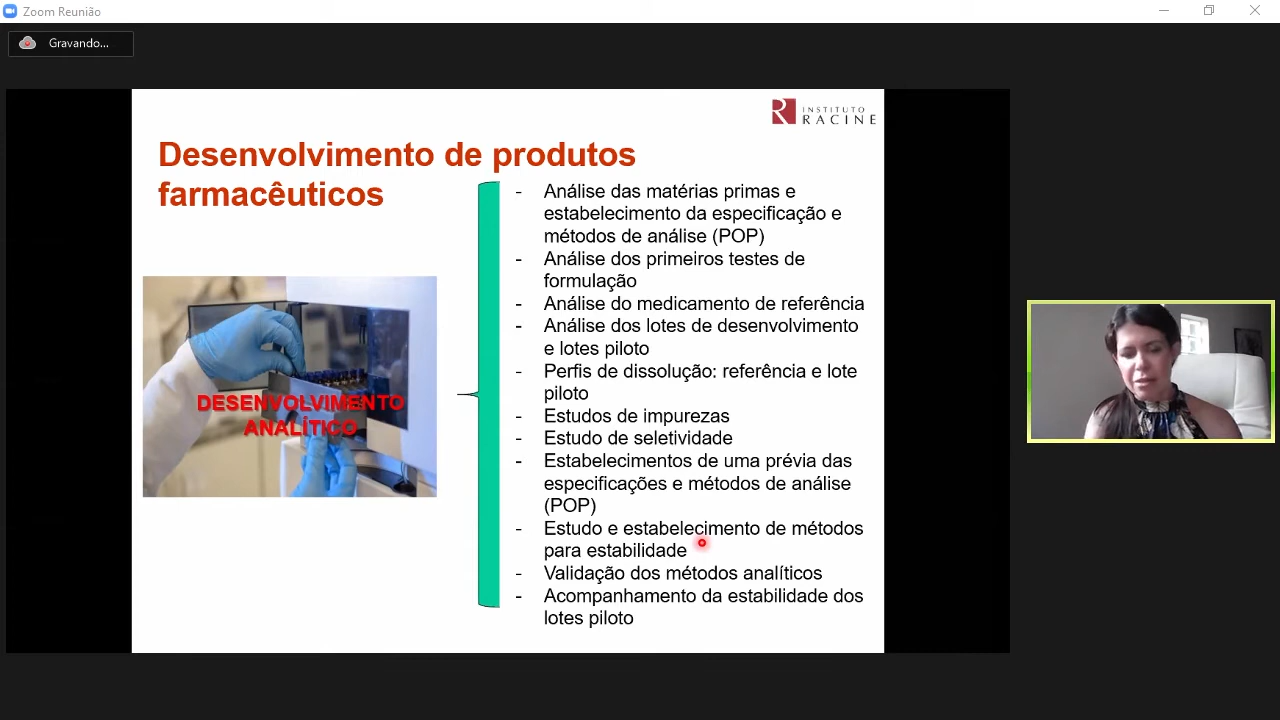 Zoom Reunião
Gravando...
INSTITUTO
RACINE
Desenvolvimento de produtos
farmacêuticos
- Análise das matérias primas e
estabelecimento da especificação e
métodos de análise (POP)
- Análise dos primeiros testes de
formulação
- Análise do medicamento de referência
- Análise dos lotes de desenvolvimento
e lotes piloto
- Perfis de dissolução: referência e lote
piloto
- Estudos de impurezas
- Estudo de seletividade
- Estabelecimentos de uma prévia das
especificações e métodos de análise
(POP)
- Estudo e estabelecimento de métodos
para estabilidade
- Validação dos métodos analíticos
- Acompanhamento da estabilidade dos
lotes piloto
DESENVOLVIMENTO
ANALÍTICO